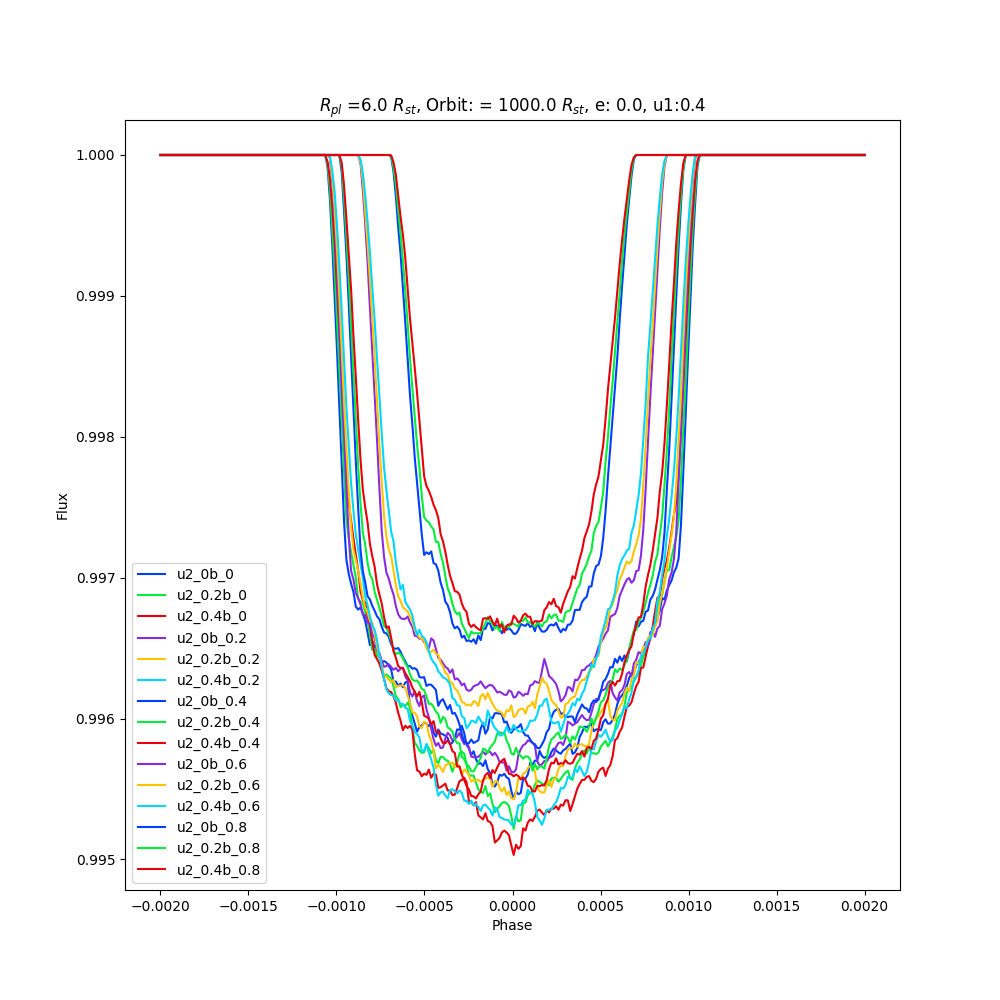 R_pl =6.0 R_st, Orbit: = 1000.0 R_st, e: 0.0, u1:0.4
1.000
0.999
0.998
0.997
0.996
0.995
Flux
u2_0b_0
u2_0.2b_0
u2_0.4b_0
u2_0b_0.2
u2_0.2b_0.2
u2_0.4b_0.2
u2_0b_0.4
u2_0.2b_0.4
u2_0.4b_0.4
u2_0b_0.6
u2_0.2b_0.6
u2_0.4b_0.6
u2_0b_0.8
u2_0.2b_0.8
u2_0.4b_0.8
−0.0020 −0.0015 −0.0010 −0.0005 0.0000 0.0005 0.0010 0.0015 0.0020
Phase